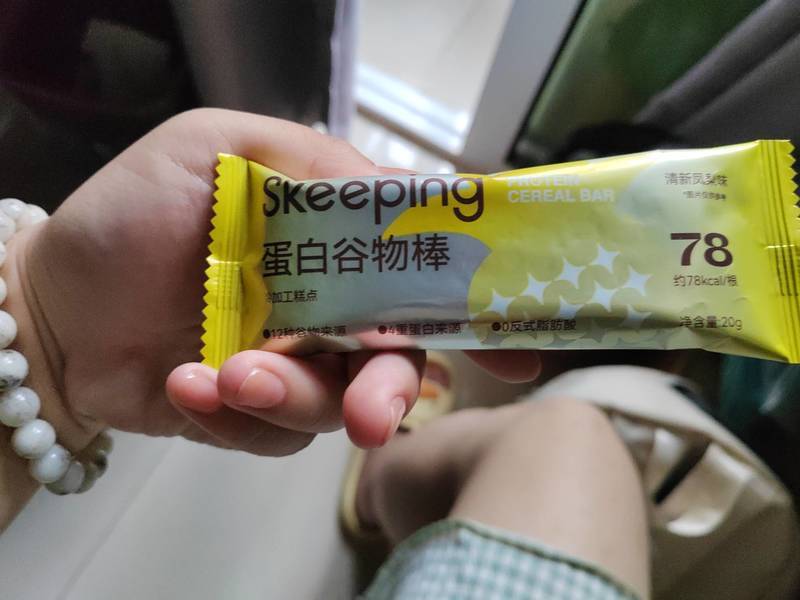 Skeeping
PROTEIN
CEREAL BAR
清新凤梨味
蛋白谷物棒
78
约78kcal/根
加工糕点
●12种谷物来源 ●4重蛋白来源 ●0反式脂肪酸
净含量:20g